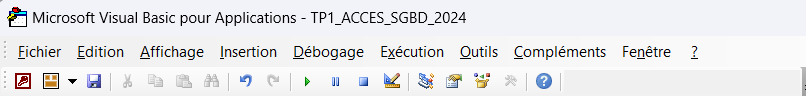 Microsoft Visual Basic pour Applications - TP1_ACCES_SGBD_2024
Fichier Edition Affichage Insertion Débogage Exécution Outils Compléments Fenêtre ?